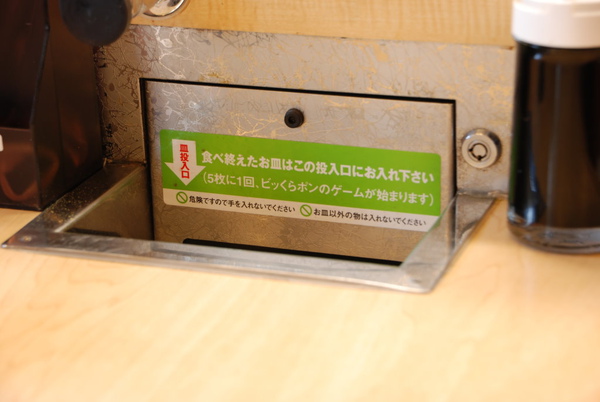 皿投入口
食べ終えたお皿はこの投入口にお入れ下さい
(5枚に1回、ビッくらポンのゲームが始まります)
危険ですので手を入れないでください お皿以外の物は入れないでください